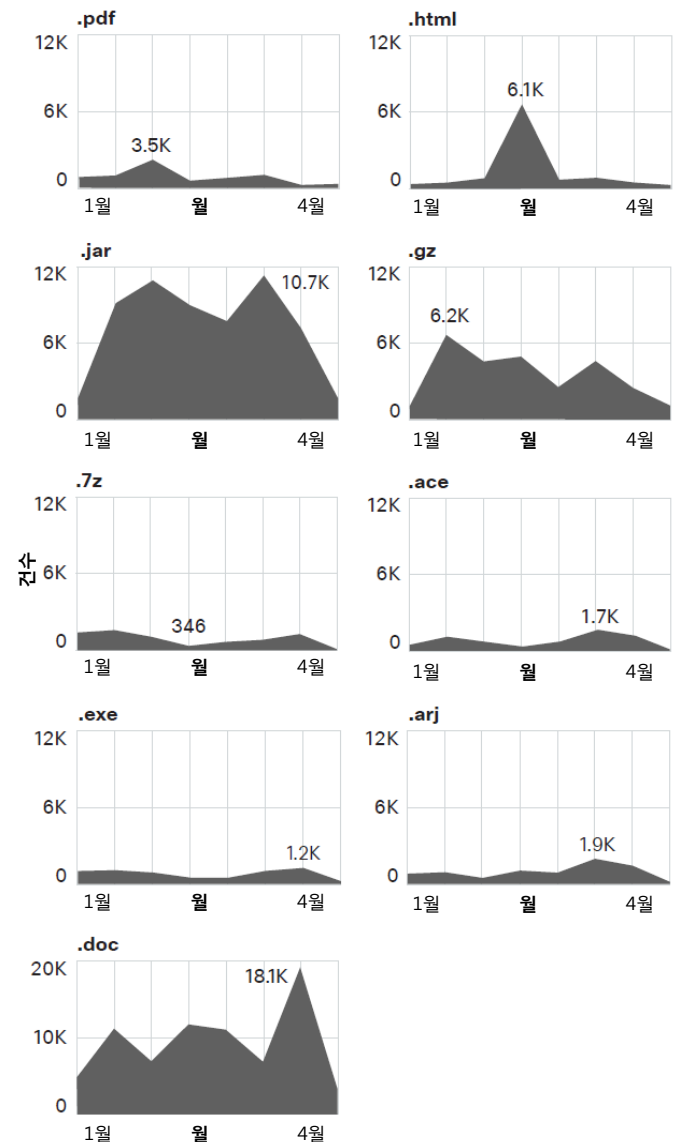 .pdf
12K
3.5K
6K
0
1월 월 4월
.html
12K
6.1K
6K
0
1월 월 4월
.jar
12K
10.7K
6K
0
1월 월 4월
.gz
12K
6.2K
6K
0
1월 월 4월
건수
.7z
12K
6K
346
0
1월 월 4월
.ace
12K
6K
1.7K
0
1월 월 4월
.exe
12K
6K
1.2K
0
1월 월 4월
.arj
12K
6K
1.9K
0
1월 월 4월
.doc
20K
18.1K
10K
0
1월 월 4월